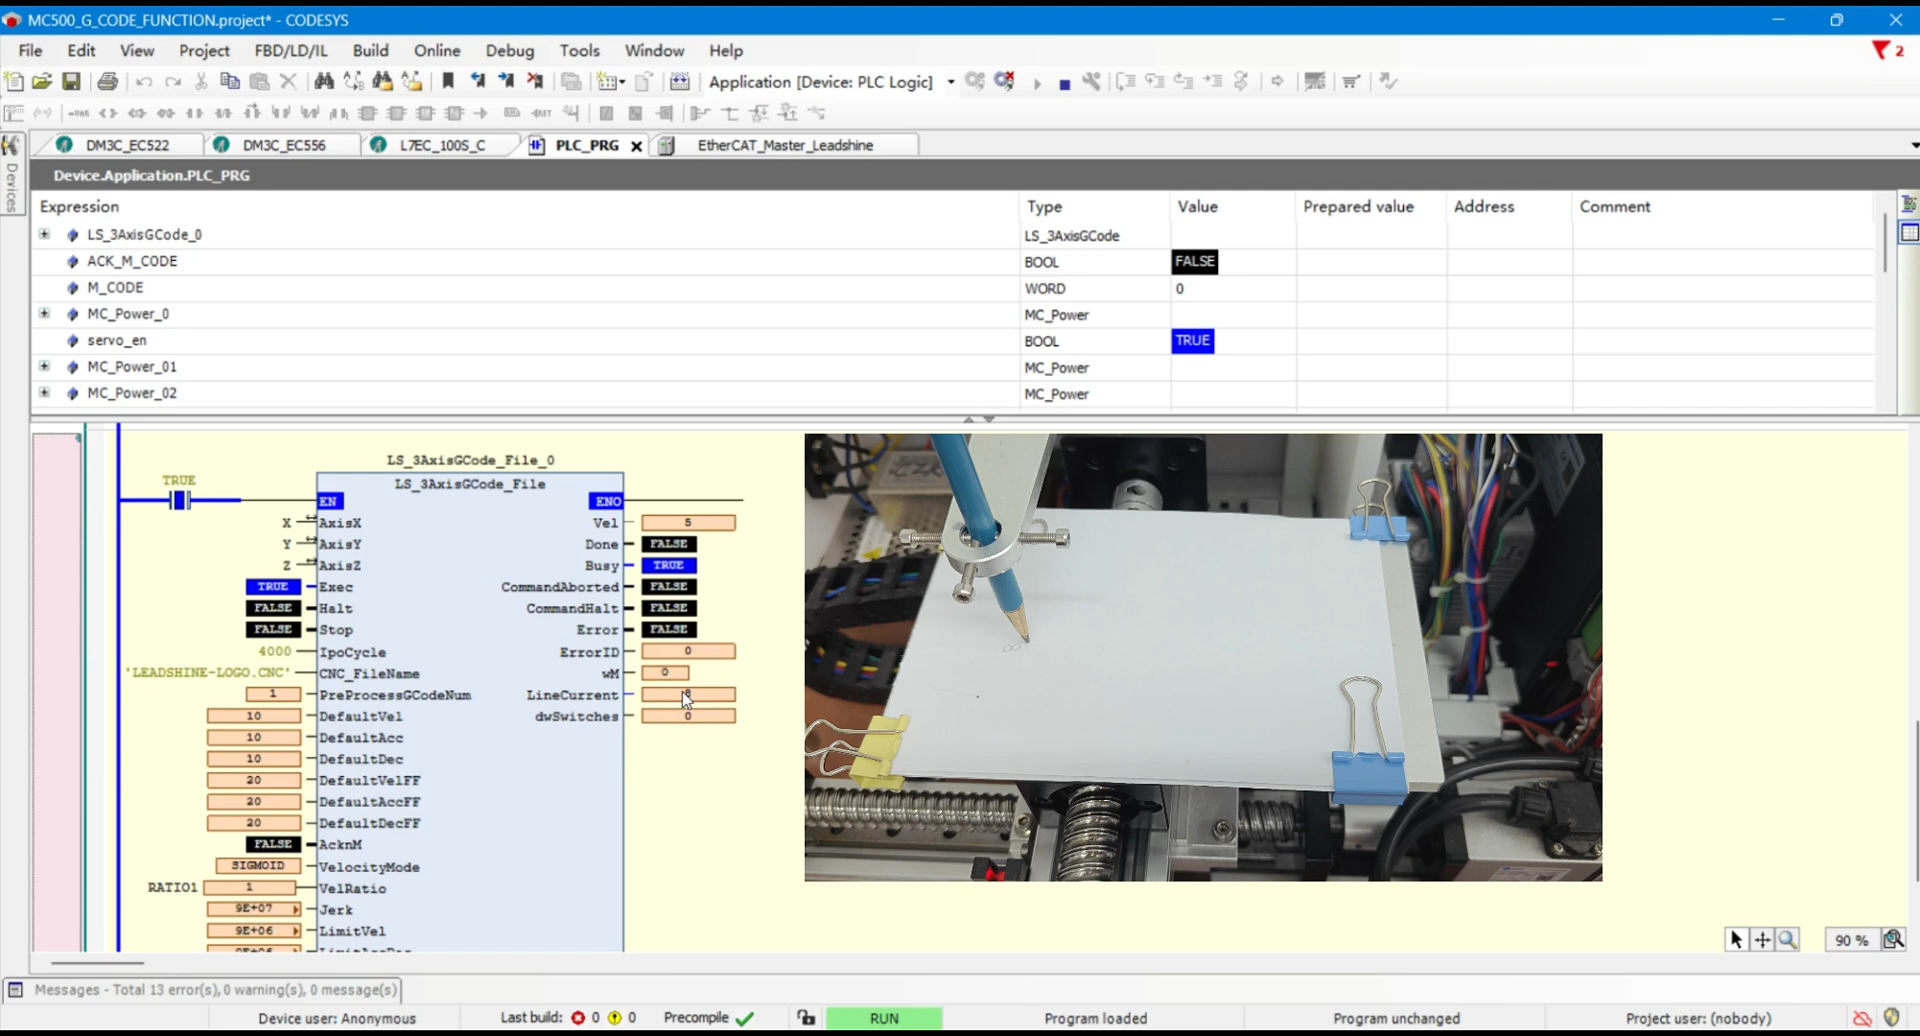 MC500_G_CODE_FUNCTION.project* - CODESYS
File Edit View Project FBD/LD/IL Build Online Debug Tools Window Help
2
Application [Device: PLC Logic]
DM3C_EC522 DM3C_EC556 L7EC_100S_C PLC_PRG EtherCAT_Master_Leadshine
Devices
Device.Application.PLC_PRG
Expression Type Value Prepared value Address Comment
LS_3AxisGCode_0 LS_3AxisGCode
ACK_M_CODE BOOL FALSE
M_CODE WORD 0
MC_Power_0 MC_Power
servo_en BOOL TRUE
MC_Power_01 MC_Power
MC_Power_02 MC_Power
LS_3AxisGCode_File_0
TRUE LS_3AxisGCode_File
EN ENO
X AxisX Vel 5
Y AxisY Done FALSE
Z AxisZ Busy TRUE
TRUE Exec CommandAborted FALSE
FALSE Halt CommandHalt FALSE
FALSE Stop Error FALSE
4000 IpoCycle ErrorID 0
'LEADSHINE-LOGO.CNC' CNC_FileName wM 0
1 PreProcessGCodeNum LineCurrent
10 DefaultVel dwSwitches 0
10 DefaultAcc
10 DefaultDec
20 DefaultVelFF
20 DefaultAccFF
20 DefaultDecFF
FALSE AcknM
SIGMOID VelocityMode
RATIO1 1 VelRatio
9E+07 Jerk
9E+06 LimitVel
90 %
Messages - Total 13 error(s), 0 warning(s), 0 message(s)
Device user: Anonymous Last build: 0 0 Precompile RUN Program loaded Program unchanged Project user: (nobody)